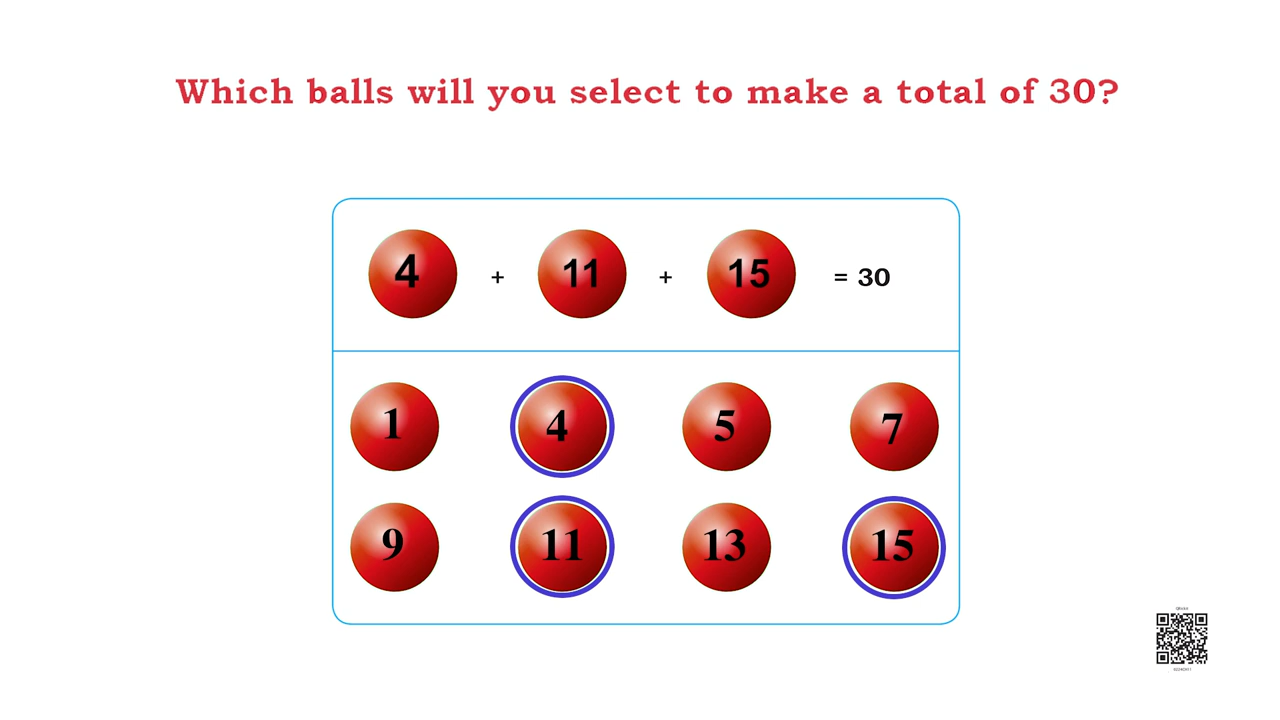 Which balls will you select to make a total of 30?
4 + 11 + 15 = 30
1 4 5 7
9 11 13 15